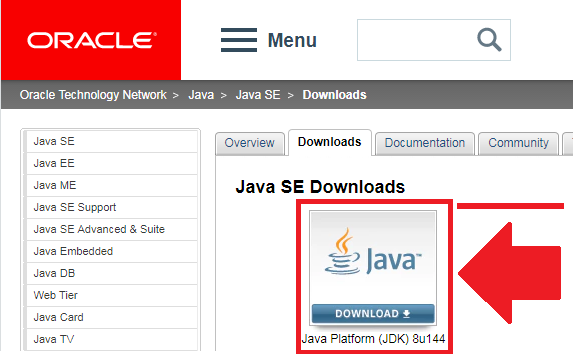 ORACLE®
Menu
Oracle Technology Network > Java > Java SE > Downloads
Java SE
Java EE
Java ME
Java SE Support
Java SE Advanced & Suite
Java Embedded
Java DB
Web Tier
Java Card
Java TV
Overview Downloads Documentation Community
Java SE Downloads
Java™
DOWNLOAD
Java Platform (JDK) 8u144